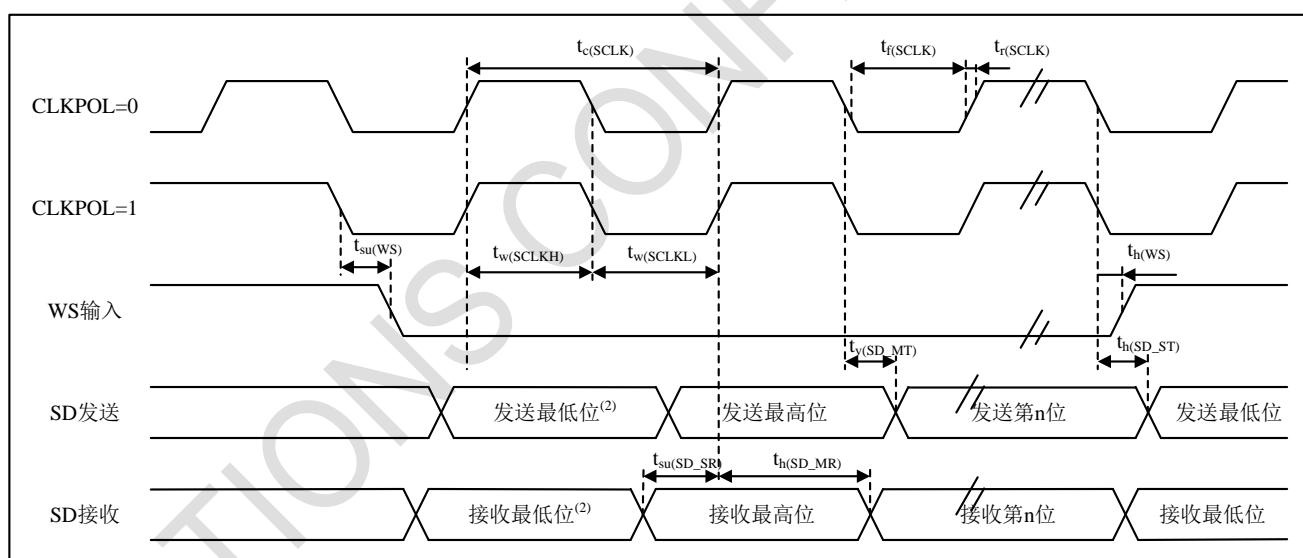 TIONS CONF
tc(SCLK)
tf(SCLK)
tr(SCLK)
CLKPOL=0
CLKPOL=1
tsu(WS)
tw(SCLKH)
tw(SCLKL)
th(WS)
WS输入
tv(SD_MT)
th(SD_ST)
SD发送
发送最低位(2)
发送最高位
发送第n位
发送最低位
tsu(SD_SR)
th(SD_MR)
SD接收
接收最低位(2)
接收最高位
接收第n位
接收最低位